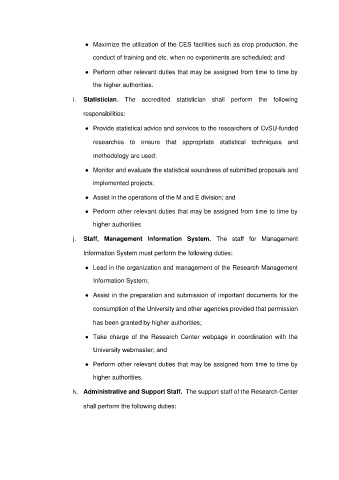 ● Maximize the utilization of the CES facilities such as crop production, the
conduct of training and etc. when no experiments are scheduled; and
● Perform other relevant duties that may be assigned from time to time by
the higher authorities.
i. Statistician. The accredited statistician shall perform the following
responsibilities:
● Provide statistical advice and services to the researchers of CvSU-funded
researches to ensure that appropriate statistical techniques and
methodology are used;
● Monitor and evaluate the statistical soundness of submitted proposals and
implemented projects;
● Assist in the operations of the M and E division; and
● Perform other relevant duties that may be assigned from time to time by
higher authorities
j. Staff, Management Information System. The staff for Management
Information System must perform the following duties:
● Lead in the organization and management of the Research Management
Information System;
● Assist in the preparation and submission of important documents for the
consumption of the University and other agencies provided that permission
has been granted by higher authorities;
● Take charge of the Research Center webpage in coordination with the
University webmaster; and
● Perform other relevant duties that may be assigned from time to time by
higher authorities.
k. Administrative and Support Staff. The support staff of the Research Center
shall perform the following duties: